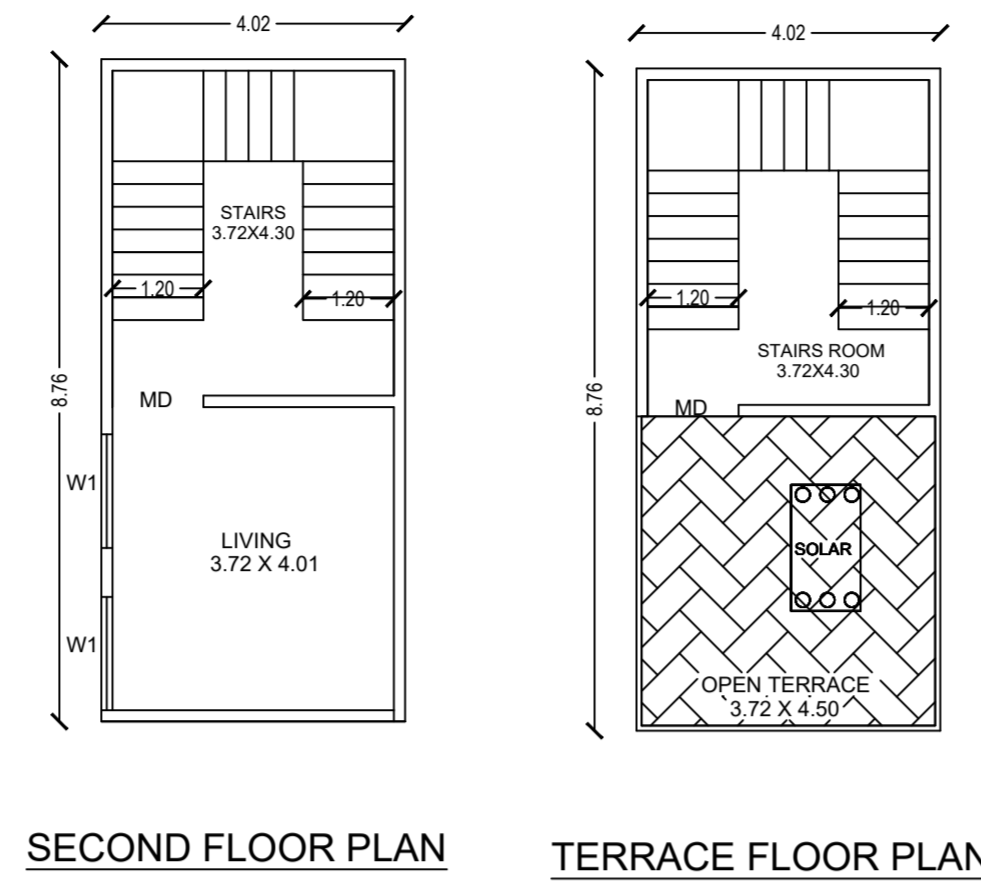 4.02
8.76
STAIRS
3.72X4.30
1.20
1.20
MD
W1
LIVING
3.72 X 4.01
W1
SECOND FLOOR PLAN
4.02
8.76
1.20
1.20
STAIRS ROOM
3.72X4.30
MD
SOLAR
OPEN TERRACE
3.72 X 4.50
TERRACE FLOOR PLAN